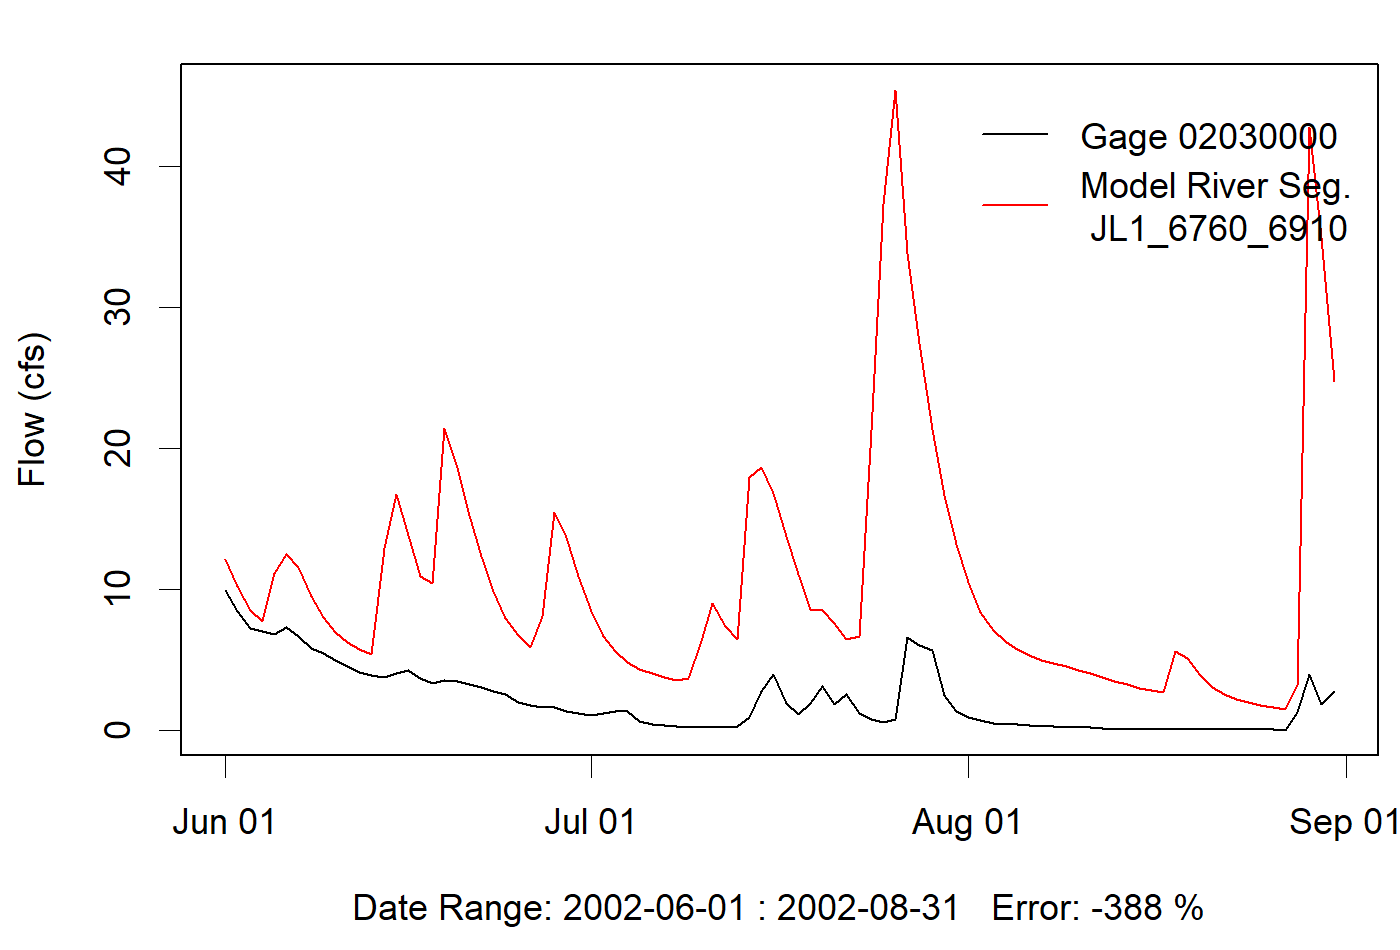 Gage 02030000
Model River Seg.
JL1_6760_6910
Flow (cfs)
40
30
20
10
0
Jun 01 Jul 01 Aug 01 Sep 01
Date Range: 2002-06-01 : 2002-08-31 Error: -388 %